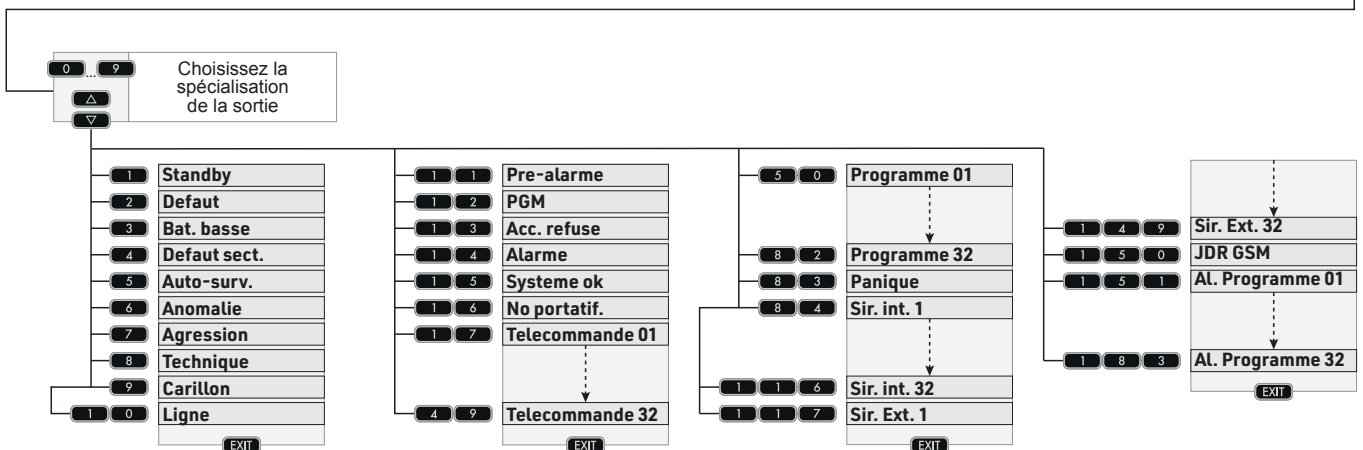 0 ... 9
Choisissez la
spécialisation
de la sortie
1 Standby
2 Defaut
3 Bat. basse
4 Defaut sect.
5 Auto-surv.
6 Anomalie
7 Agression
8 Technique
9 Carillon
1 0 Ligne
EXIT
1 1 Pre-alarme
1 2 PGM
1 3 Acc. refuse
1 4 Alarme
1 5 Systeme ok
1 6 No portatif.
1 7 Telecommande 01
4 9 Telecommande 32
EXIT
5 0 Programme 01
8 2 Programme 32
8 3 Panique
8 4 Sir. int. 1
1 1 6 Sir. int. 32
1 1 7 Sir. Ext. 1
EXIT
1 4 9 Sir. Ext. 32
1 5 0 JDR GSM
1 5 1 Al. Programme 01
1 8 3 Al. Programme 32
EXIT